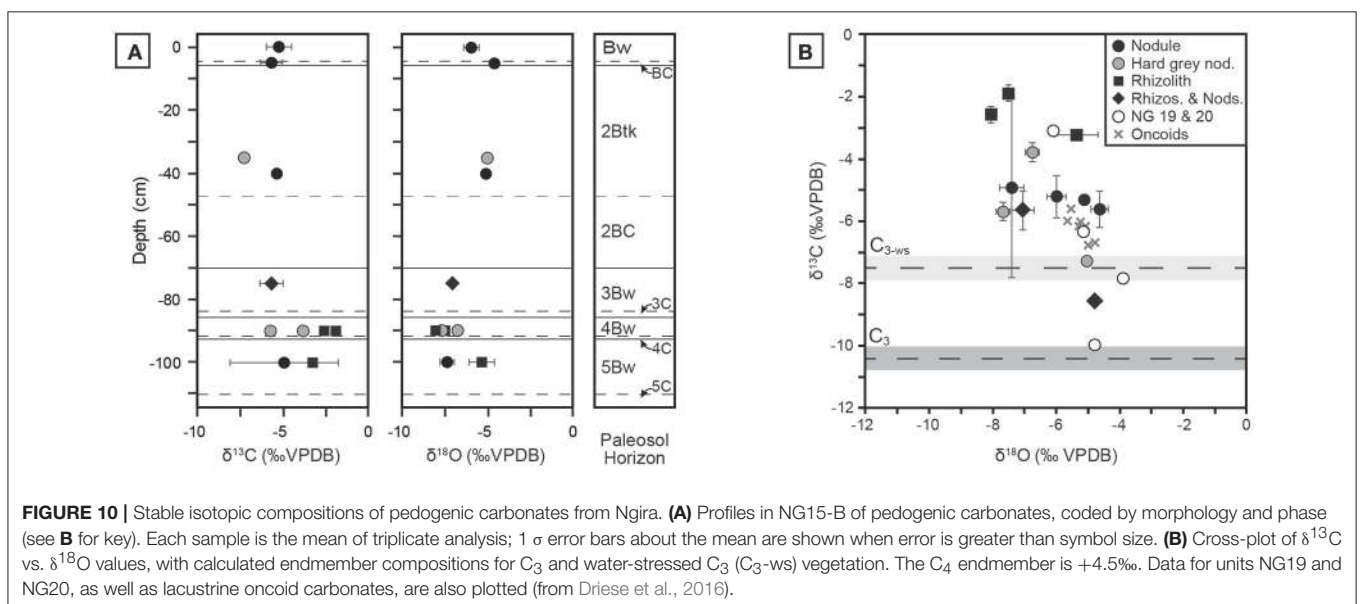 A
0
-20
-40
-60
-80
-100
Depth (cm)
-10
-5
0
δ13C (‰VPDB)
-10
-5
0
δ18O (‰VPDB)
Bw
BC
2Btk
2BC
3Bw
3C
4Bw
4C
5Bw
5C
Paleosol
Horizon
B
0
-2
-4
-6
-8
-10
-12
δ13C (‰VPDB)
Nodule
Hard grey nod.
Rhizolith
Rhizos. & Nods.
NG 19 & 20
Oncoids
C3-ws
C3
-12
-10
-8
-6
-4
-2
0
δ18O (‰ VPDB)
FIGURE 10 | Stable isotopic compositions of pedogenic carbonates from Ngira. (A) Profiles in NG15-B of pedogenic carbonates, coded by morphology and phase
(see B for key). Each sample is the mean of triplicate analysis; 1 σ error bars about the mean are shown when error is greater than symbol size. (B) Cross-plot of δ13C
vs. δ18O values, with calculated endmember compositions for C3 and water-stressed C3 (C3-ws) vegetation. The C4 endmember is +4.5‰. Data for units NG19 and
NG20, as well as lacustrine oncoid carbonates, are also plotted (from Driese et al., 2016).